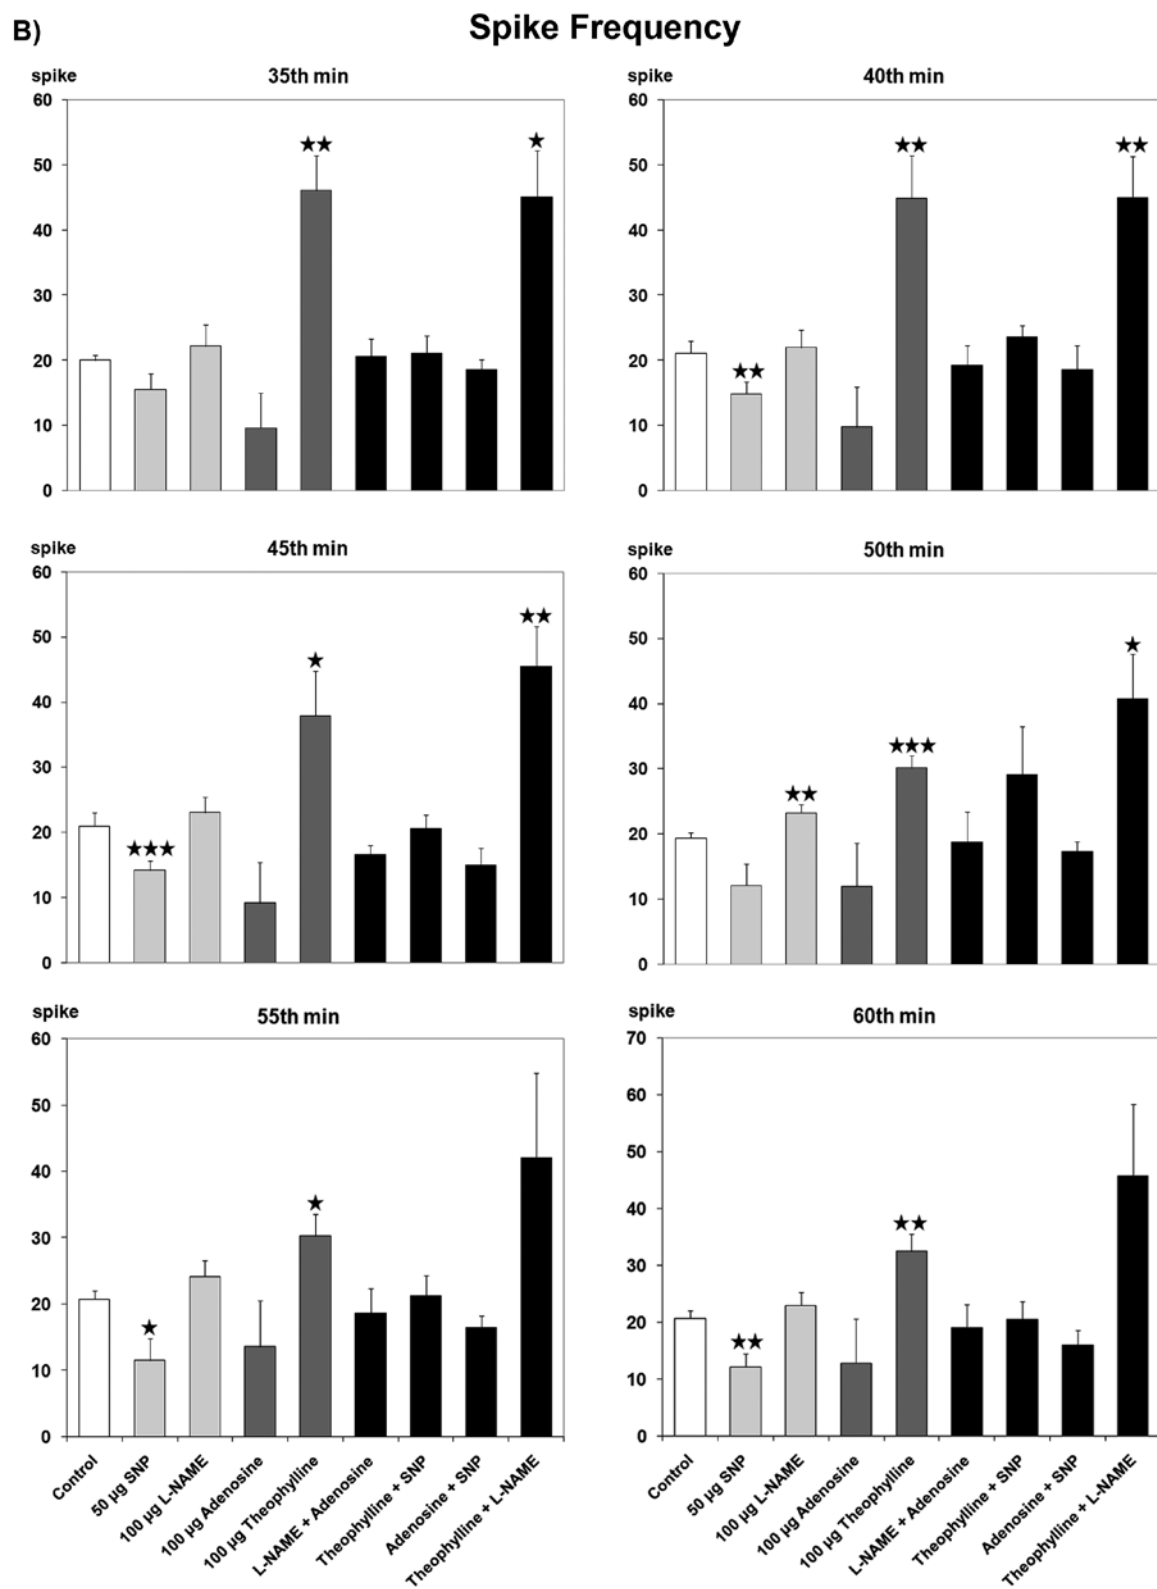 B)
Spike Frequency
spike
35th min
60
50
40
30
20
10
0
★★
★
spike
40th min
60
50
40
30
20
10
0
★★
★★
★★
spike
45th min
60
50
40
30
20
10
0
★★★
★
★★
spike
50th min
60
50
40
30
20
10
0
★★
★★★
★
spike
55th min
60
50
40
30
20
10
0
★
★
Control
50 µg SNP
100 µg L-NAME
100 µg Adenosine
100 µg Theophylline
L-NAME + Adenosine
Theophylline + SNP
Adenosine + SNP
Theophylline + L-NAME
spike
60th min
70
60
50
40
30
20
10
0
★★
★★
Control
50 µg SNP
100 µg L-NAME
100 µg Adenosine
100 µg Theophylline
L-NAME + Adenosine
Theophylline + SNP
Adenosine + SNP
Theophylline + L-NAME